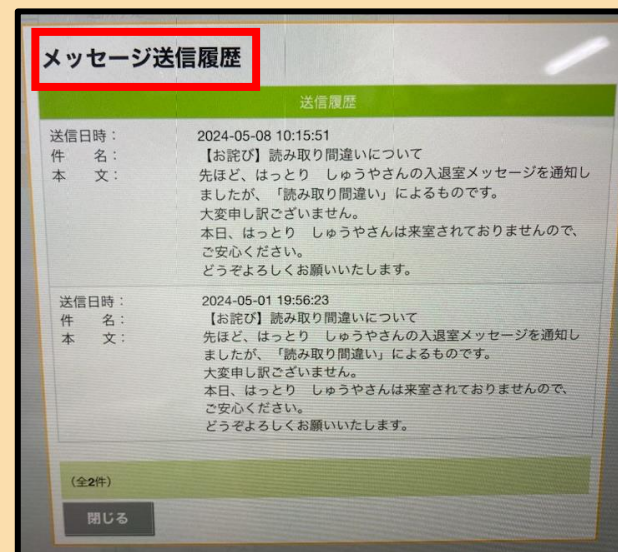 メッセージ送信履歴
送信履歴
送信日時：　2024-05-08 10:15:51
件　名：　【お詫び】読み取り間違いについて
本　文：　先ほど、はっとり　しゅうやさんの入退室メッセージを通知し
ましたが、「読み取り間違い」によるものです。
大変申し訳ございません。
本日、はっとり　しゅうやさんは来室されておりませんので、
ご安心ください。
どうぞよろしくお願いいたします。
送信日時：　2024-05-01 19:56:23
件　名：　【お詫び】読み取り間違いについて
本　文：　先ほど、はっとり　しゅうやさんの入退室メッセージを通知し
ましたが、「読み取り間違い」によるものです。
大変申し訳ございません。
本日、はっとり　しゅうやさんは来室されておりませんので、
ご安心ください。
どうぞよろしくお願いいたします。
（全2件）
閉じる